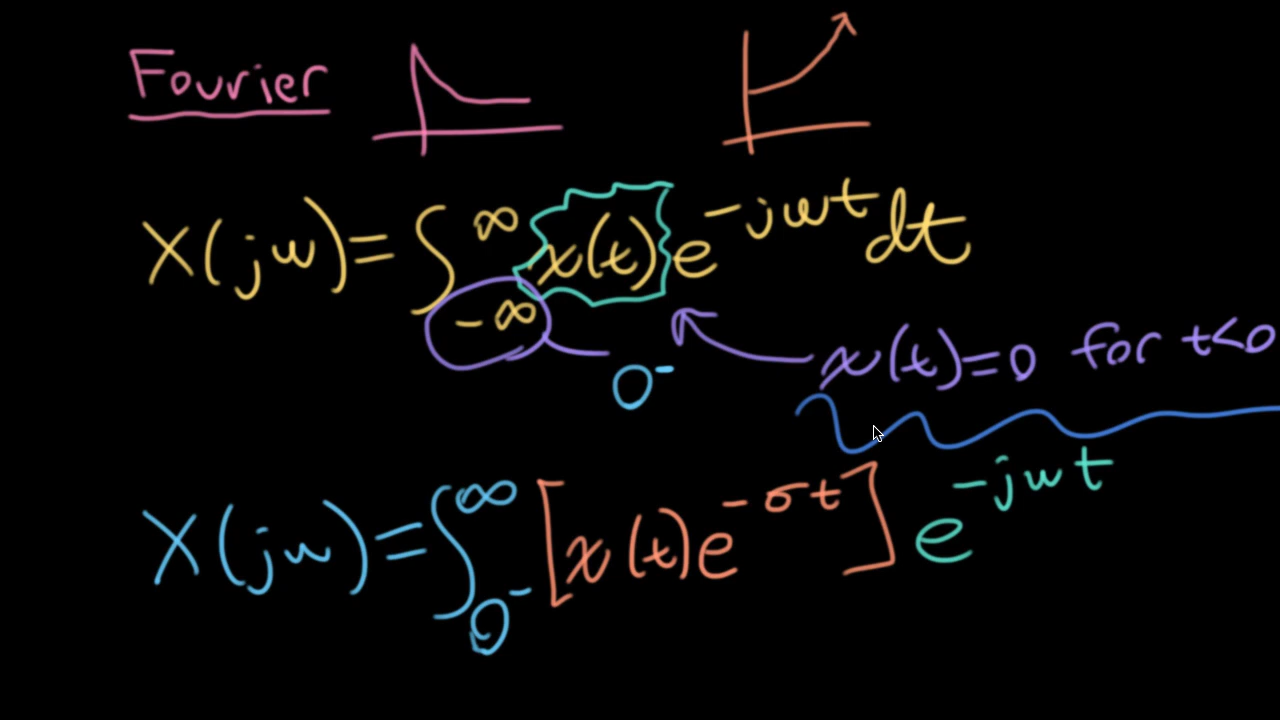 Fourier
X(jω)=∫_{-∞}^{∞} x(t)e^{-jωt}dt
0⁻
x(t)=0 for t<0
X(jω)=∫_{0⁻}^{∞} [x(t)e^{-σt}] e^{-jωt}